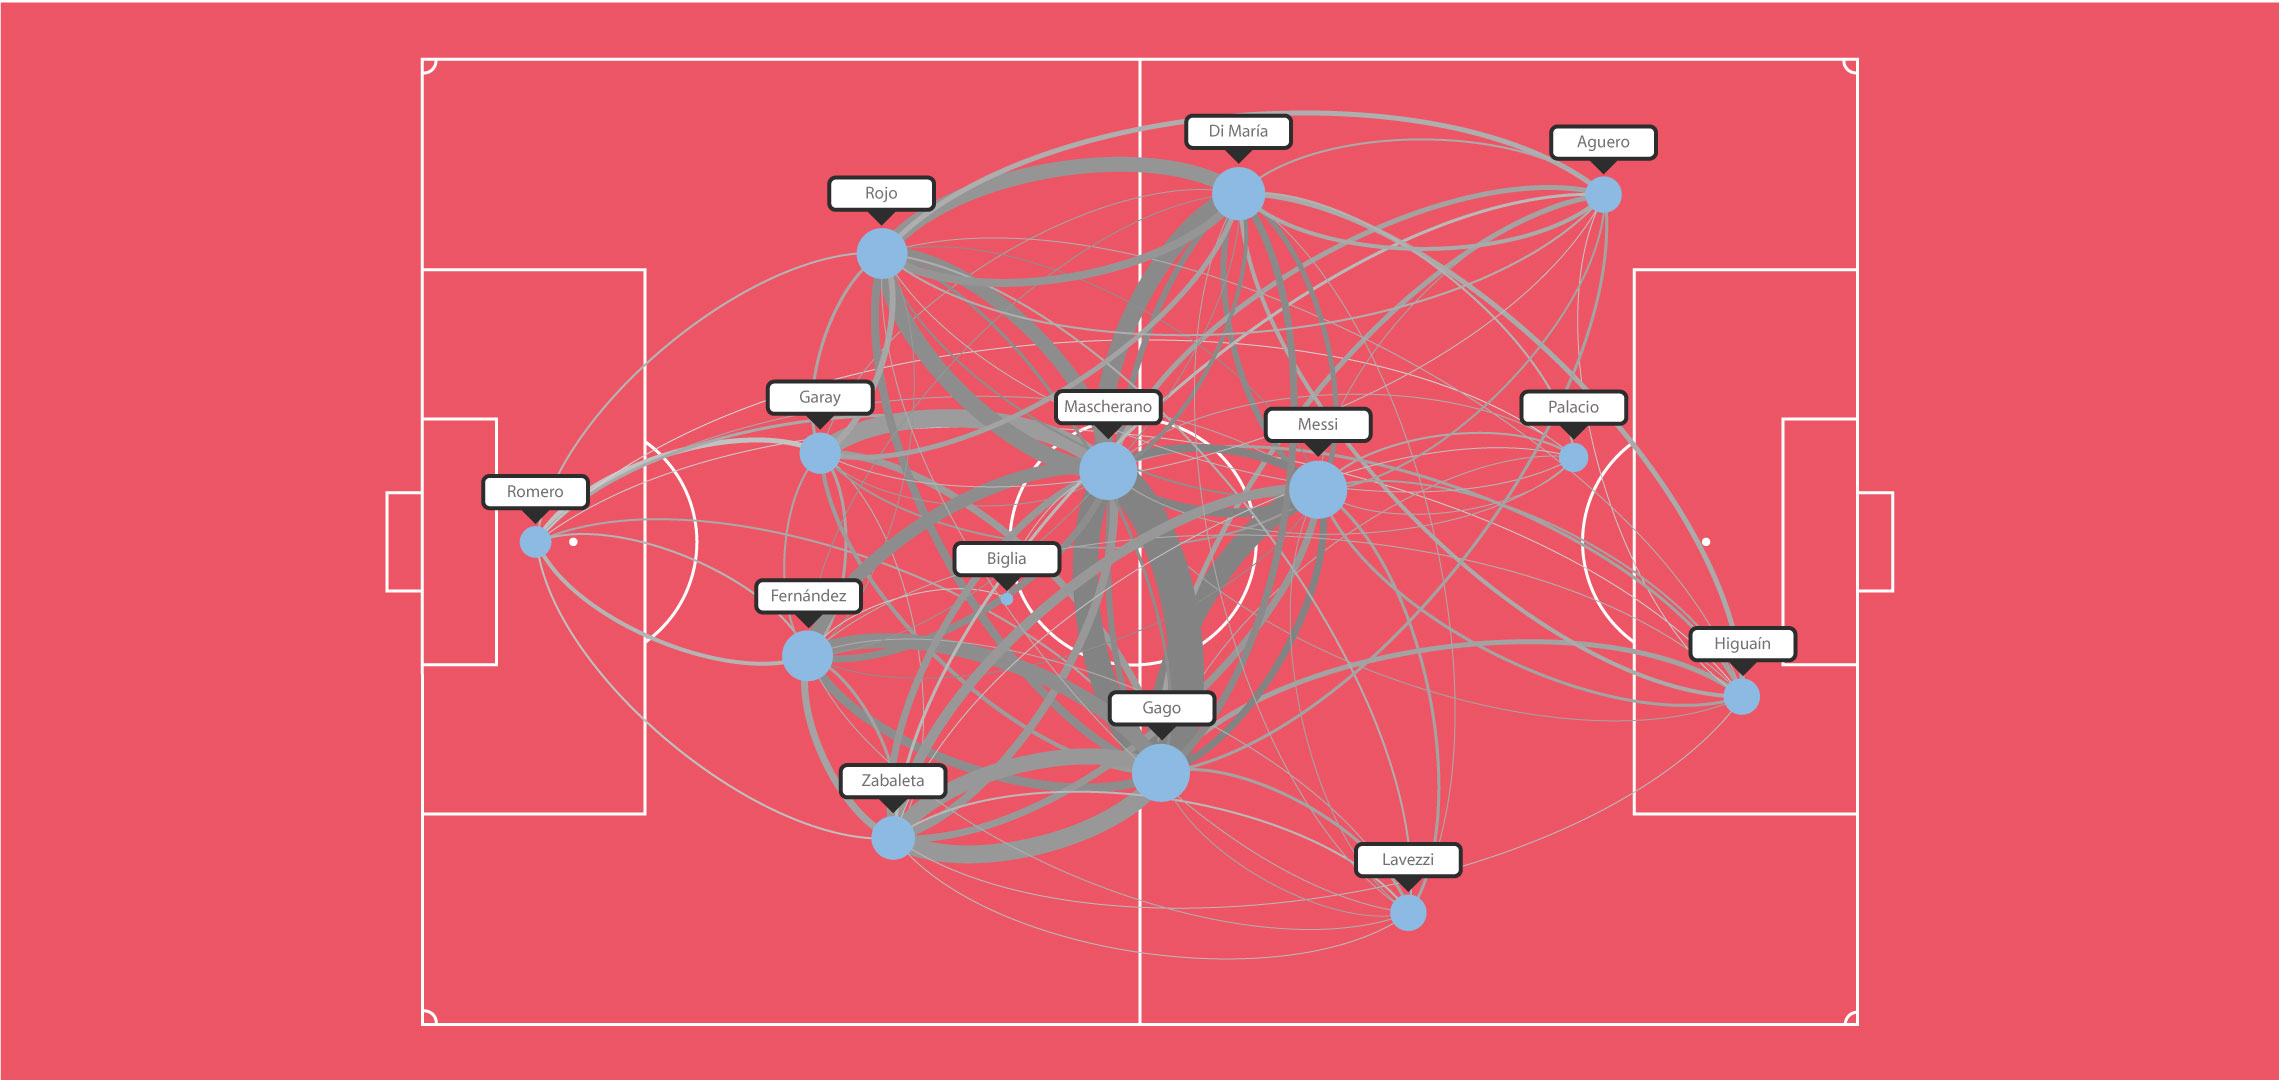 Di María
Aguero
Rojo
Garay
Mascherano
Palacio
Messi
Romero
Biglia
Fernández
Higuaín
Gago
Zabaleta
Lavezzi